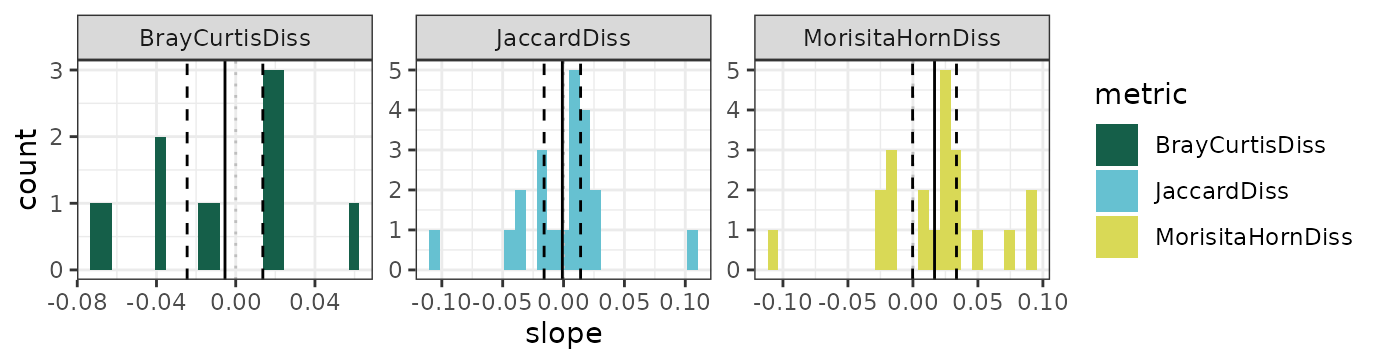 BrayCurtisDiss JaccardDiss MorisitaHornDiss
count
3
2
1
0
5
4
3
2
1
0
5
4
3
2
1
0
-0.08 -0.04 0.00 0.04
-0.10 -0.05 0.00 0.05 0.10
-0.10 -0.05 0.00 0.05 0.10
slope
metric
BrayCurtisDiss
JaccardDiss
MorisitaHornDiss